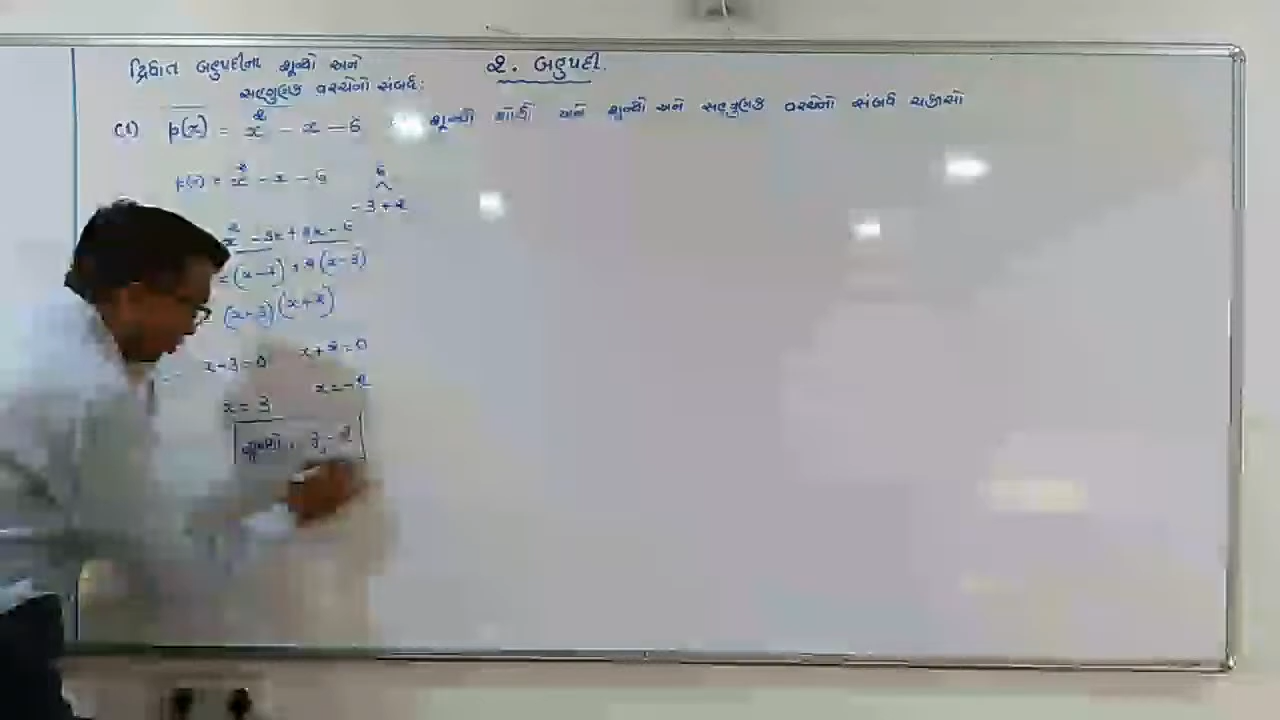 ૨. બહુપદી.
દ્વિઘાત બહુપદીના શૂન્યો અને
સહગુણક વચ્ચેનો સંબંધ:
(1) p(x) = x² - x - 6 શૂન્યો શોધો અને શૂન્યો અને સહગુણક વચ્ચેનો સંબંધ ચકાસો
p(x) = x² - x - 6
6
- 3 + 2
x² - 3x + 2x - 6
= (x-3) + 2(x-3)
= (x-3)(x+2)
x-3=0 x+2=0
x=-2
x = 3
શૂન્યો : 3, -2